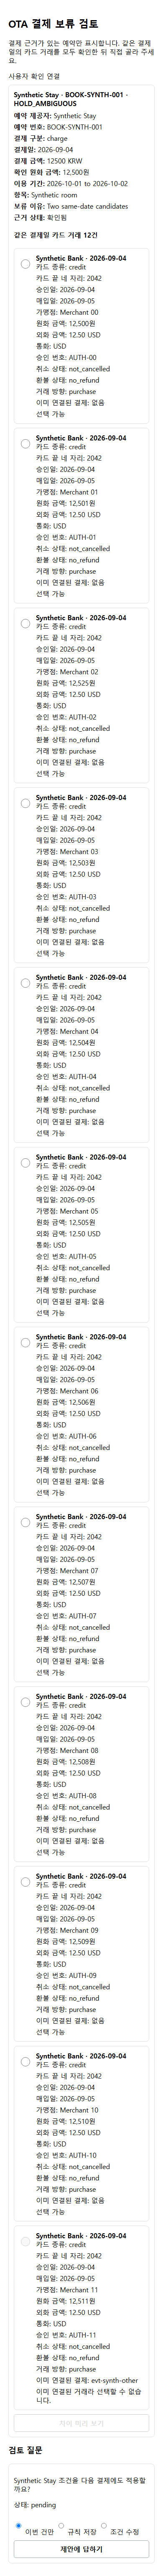 OTA 결제 보류 검토
결제 근거가 있는 예약만 표시합니다. 같은 결제
일의 카드 거래를 모두 확인한 뒤 직접 골라 주세
요.
사용자 확인 연결
Synthetic Stay · BOOK-SYNTH-001 ·
HOLD_AMBIGUOUS
예약 제공자: Synthetic Stay
예약 번호: BOOK-SYNTH-001
결제 구분: charge
결제일: 2026-09-04
결제 금액: 12500 KRW
확인 원화 금액: 12,500원
이용 기간: 2026-10-01 to 2026-10-02
항목: Synthetic room
보류 이유: Two same-date candidates
근거 상태: 확인됨
같은 결제일 카드 거래 12건
Synthetic Bank · 2026-09-04
카드 종류: credit
카드 끝 네 자리: 2042
승인일: 2026-09-04
매입일: 2026-09-05
가맹점: Merchant 00
원화 금액: 12,500원
외화 금액: 12.50 USD
통화: USD
승인 번호: AUTH-00
취소 상태: not_cancelled
환불 상태: no_refund
거래 방향: purchase
이미 연결된 결제: 없음
선택 가능
Synthetic Bank · 2026-09-04
카드 종류: credit
카드 끝 네 자리: 2042
승인일: 2026-09-04
매입일: 2026-09-05
가맹점: Merchant 01
원화 금액: 12,501원
외화 금액: 12.50 USD
통화: USD
승인 번호: AUTH-01
취소 상태: not_cancelled
환불 상태: no_refund
거래 방향: purchase
이미 연결된 결제: 없음
선택 가능
Synthetic Bank · 2026-09-04
카드 종류: credit
카드 끝 네 자리: 2042
승인일: 2026-09-04
매입일: 2026-09-05
가맹점: Merchant 02
원화 금액: 12,525원
외화 금액: 12.50 USD
통화: USD
승인 번호: AUTH-02
취소 상태: not_cancelled
환불 상태: no_refund
거래 방향: purchase
이미 연결된 결제: 없음
선택 가능
Synthetic Bank · 2026-09-04
카드 종류: credit
카드 끝 네 자리: 2042
승인일: 2026-09-04
매입일: 2026-09-05
가맹점: Merchant 03
원화 금액: 12,503원
외화 금액: 12.50 USD
통화: USD
승인 번호: AUTH-03
취소 상태: not_cancelled
환불 상태: no_refund
거래 방향: purchase
이미 연결된 결제: 없음
선택 가능
Synthetic Bank · 2026-09-04
카드 종류: credit
카드 끝 네 자리: 2042
승인일: 2026-09-04
매입일: 2026-09-05
가맹점: Merchant 04
원화 금액: 12,504원
외화 금액: 12.50 USD
통화: USD
승인 번호: AUTH-04
취소 상태: not_cancelled
환불 상태: no_refund
거래 방향: purchase
이미 연결된 결제: 없음
선택 가능
Synthetic Bank · 2026-09-04
카드 종류: credit
카드 끝 네 자리: 2042
승인일: 2026-09-04
매입일: 2026-09-05
가맹점: Merchant 05
원화 금액: 12,505원
외화 금액: 12.50 USD
통화: USD
승인 번호: AUTH-05
취소 상태: not_cancelled
환불 상태: no_refund
거래 방향: purchase
이미 연결된 결제: 없음
선택 가능
Synthetic Bank · 2026-09-04
카드 종류: credit
카드 끝 네 자리: 2042
승인일: 2026-09-04
매입일: 2026-09-05
가맹점: Merchant 06
원화 금액: 12,506원
외화 금액: 12.50 USD
통화: USD
승인 번호: AUTH-06
취소 상태: not_cancelled
환불 상태: no_refund
거래 방향: purchase
이미 연결된 결제: 없음
선택 가능
Synthetic Bank · 2026-09-04
카드 종류: credit
카드 끝 네 자리: 2042
승인일: 2026-09-04
매입일: 2026-09-05
가맹점: Merchant 07
원화 금액: 12,507원
외화 금액: 12.50 USD
통화: USD
승인 번호: AUTH-07
취소 상태: not_cancelled
환불 상태: no_refund
거래 방향: purchase
이미 연결된 결제: 없음
선택 가능
Synthetic Bank · 2026-09-04
카드 종류: credit
카드 끝 네 자리: 2042
승인일: 2026-09-04
매입일: 2026-09-05
가맹점: Merchant 08
원화 금액: 12,508원
외화 금액: 12.50 USD
통화: USD
승인 번호: AUTH-08
취소 상태: not_cancelled
환불 상태: no_refund
거래 방향: purchase
이미 연결된 결제: 없음
선택 가능
Synthetic Bank · 2026-09-04
카드 종류: credit
카드 끝 네 자리: 2042
승인일: 2026-09-04
매입일: 2026-09-05
가맹점: Merchant 09
원화 금액: 12,509원
외화 금액: 12.50 USD
통화: USD
승인 번호: AUTH-09
취소 상태: not_cancelled
환불 상태: no_refund
거래 방향: purchase
이미 연결된 결제: 없음
선택 가능
Synthetic Bank · 2026-09-04
카드 종류: credit
카드 끝 네 자리: 2042
승인일: 2026-09-04
매입일: 2026-09-05
가맹점: Merchant 10
원화 금액: 12,510원
외화 금액: 12.50 USD
통화: USD
승인 번호: AUTH-10
취소 상태: not_cancelled
환불 상태: no_refund
거래 방향: purchase
이미 연결된 결제: 없음
선택 가능
Synthetic Bank · 2026-09-04
카드 종류: credit
카드 끝 네 자리: 2042
승인일: 2026-09-04
매입일: 2026-09-05
가맹점: Merchant 11
원화 금액: 12,511원
외화 금액: 12.50 USD
통화: USD
승인 번호: AUTH-11
취소 상태: not_cancelled
환불 상태: no_refund
거래 방향: purchase
이미 연결된 결제: evt-synth-other
이미 연결된 거래라 선택할 수 없습
니다.
차이 미리 보기
검토 질문
Synthetic Stay 조건을 다음 결제에도 적용할
까요?
상태: pending
이번 건만 규칙 저장 조건 수정
제안에 답하기